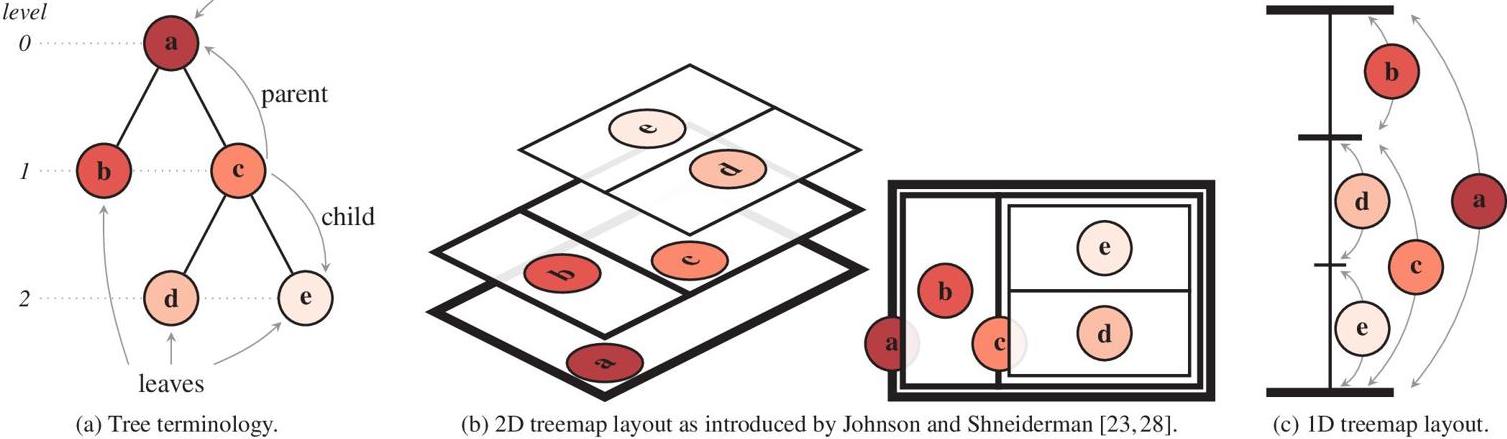 level
0
a
parent
1
b
c
child
2
d
e
leaves
(a) Tree terminology.
e
d
b
c
a
e
b
d
a
c
(b) 2D treemap layout as introduced by Johnson and Shneiderman [23,28].
b
d
a
c
e
(c) 1D treemap layout.